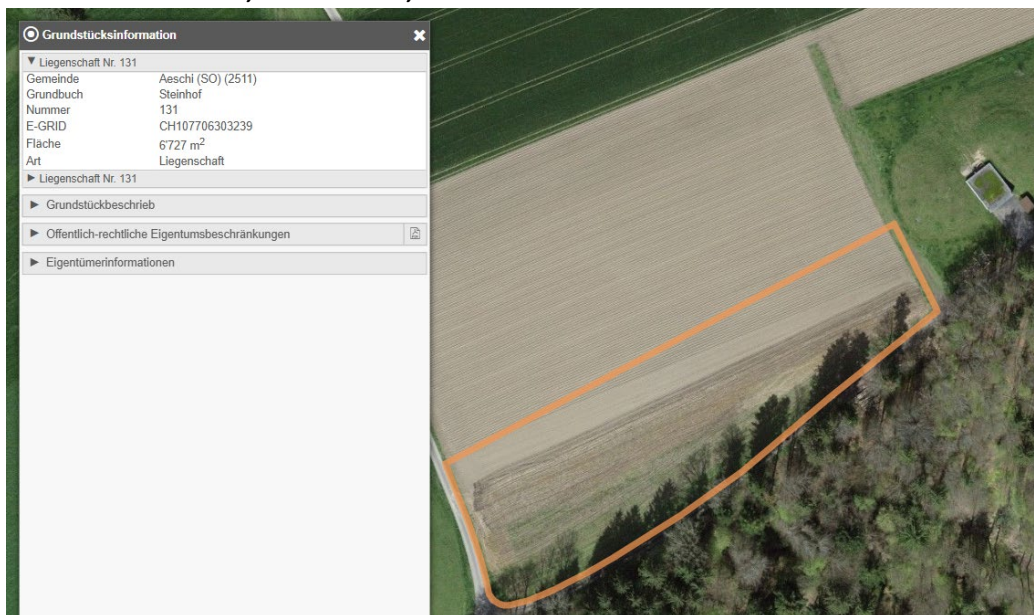 Grundstücksinformation
Liegenschaft Nr. 131
Gemeinde Aeschi (SO) (2511)
Grundbuch Steinhof
Nummer 131
E-GRID CH107706303239
Fläche 6'727 m²
Art Liegenschaft
Liegenschaft Nr. 131
Grundstückbeschrieb
Öffentlich-rechtliche Eigentumsbeschränkungen
Eigentümerinformationen